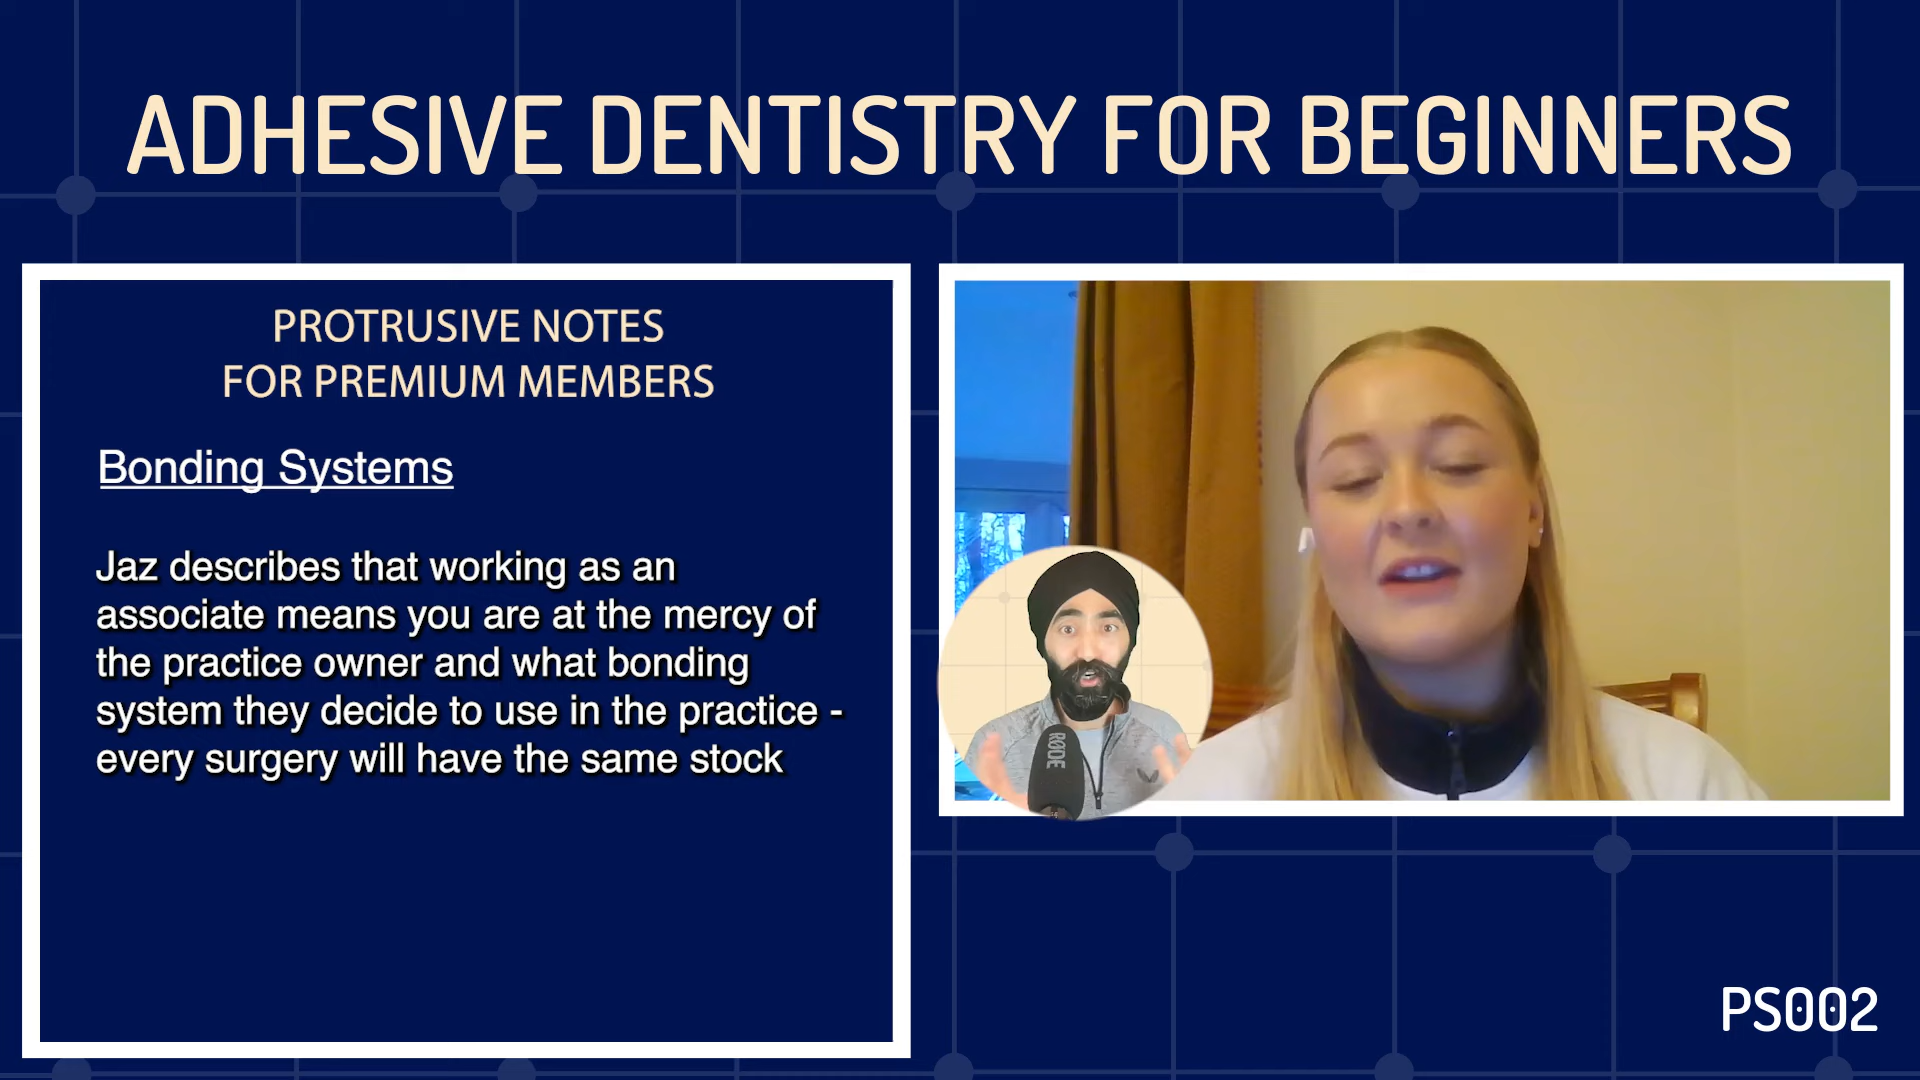 ADHESIVE DENTISTRY FOR BEGINNERS
PROTRUSIVE NOTES
FOR PREMIUM MEMBERS
Bonding Systems
Jaz describes that working as an
associate means you are at the mercy of
the practice owner and what bonding
system they decide to use in the practice -
every surgery will have the same stock
RØDE
PS002